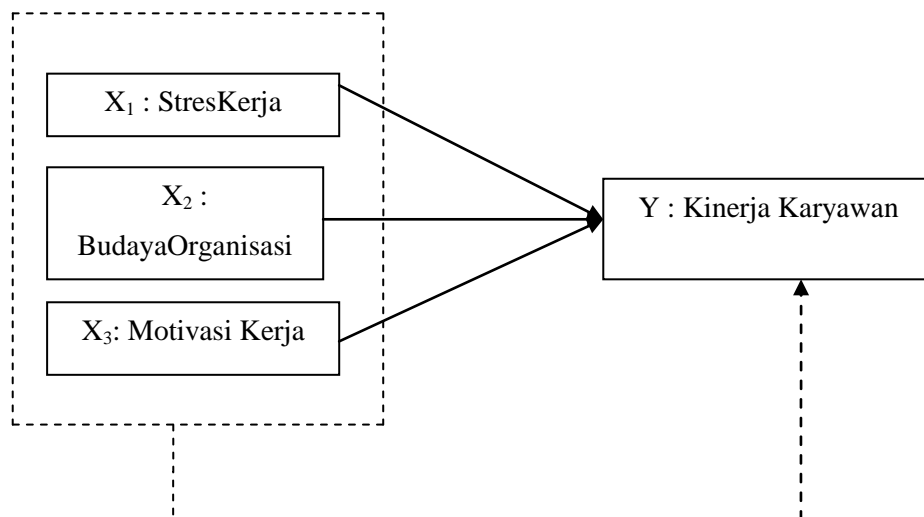 X₁ : StresKerja
X₂ :
BudayaOrganisasi
X₃: Motivasi Kerja
Y : Kinerja Karyawan